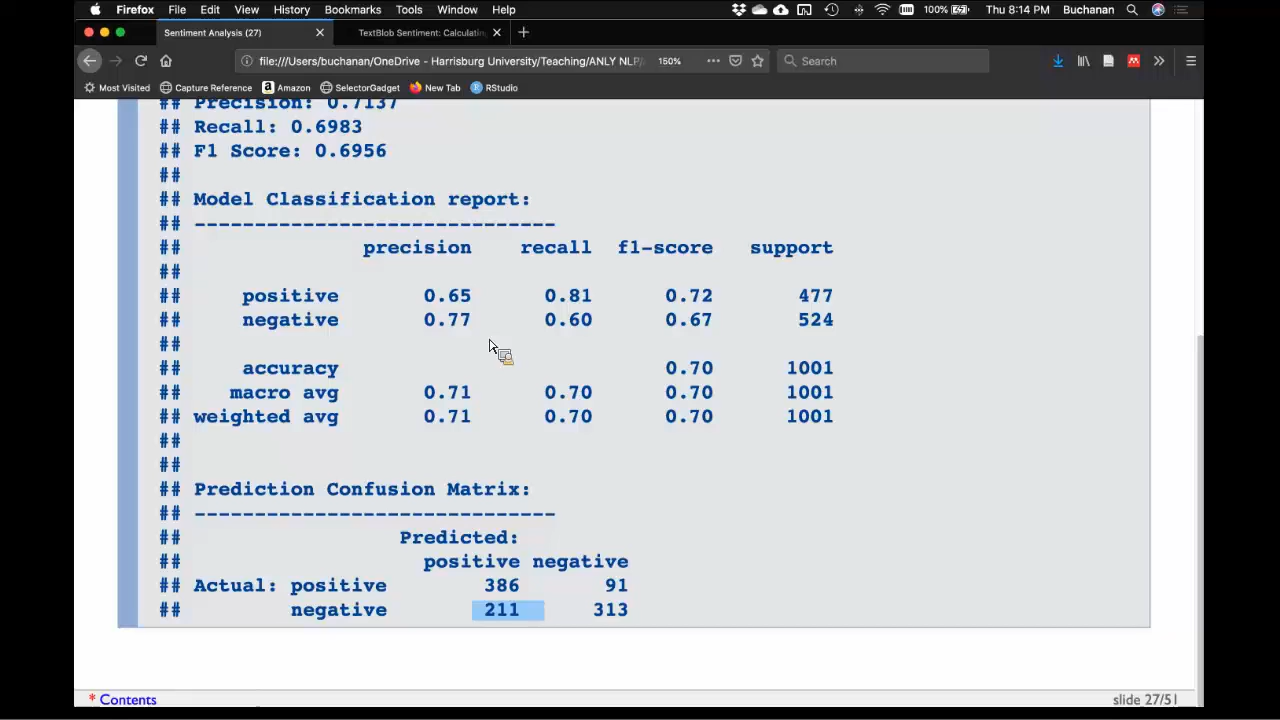 Firefox File Edit View History Bookmarks Tools Window Help 100% Thu 8:14 PM Buchanan
Sentiment Analysis (27) TextBlob Sentiment: Calculating
file:///Users/buchanan/OneDrive - Harrisburg University/Teaching/ANLY NLP/ 150% Search
Most Visited Capture Reference Amazon SelectorGadget New Tab RStudio
## Precision: 0.7137
## Recall: 0.6983
## F1 Score: 0.6956
##
## Model Classification report:
## ------------------------------
## precision recall f1-score support
##
## positive 0.65 0.81 0.72 477
## negative 0.77 0.60 0.67 524
##
## accuracy 0.70 1001
## macro avg 0.71 0.70 0.70 1001
## weighted avg 0.71 0.70 0.70 1001
##
##
## Prediction Confusion Matrix:
## ------------------------------
## Predicted:
## positive negative
## Actual: positive 386 91
## negative 211 313
* Contents slide 27/51